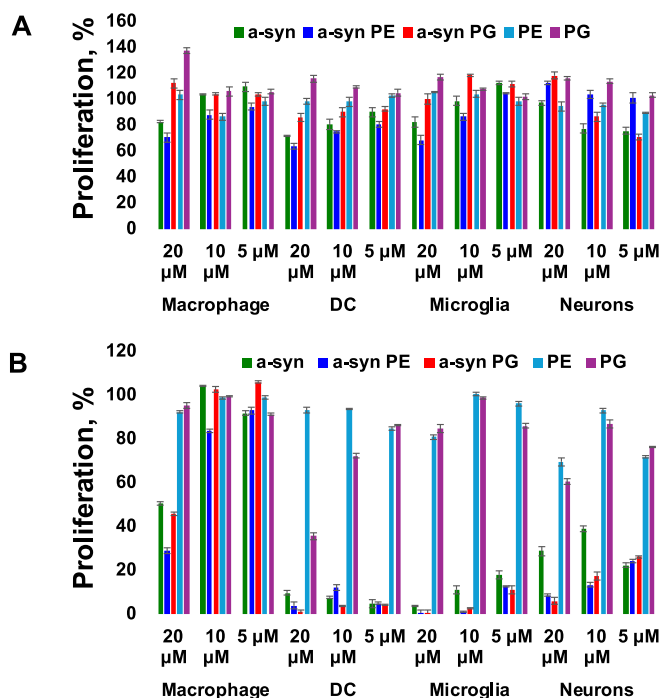 A
Proliferation, %
160
140
120
100
80
60
40
20
0
a-syn a-syn PE a-syn PG PE PG
20 µM 10 µM 5 µM 20 µM 10 µM 5 µM 20 µM 10 µM 5 µM 20 µM 10 µM 5 µM
Macrophage DC Microglia Neurons
B
Proliferation, %
120
100
80
60
40
20
0
a-syn a-syn PE a-syn PG PE PG
20 µM 10 µM 5 µM 20 µM 10 µM 5 µM 20 µM 10 µM 5 µM 20 µM 10 µM 5 µM
Macrophage DC Microglia Neurons